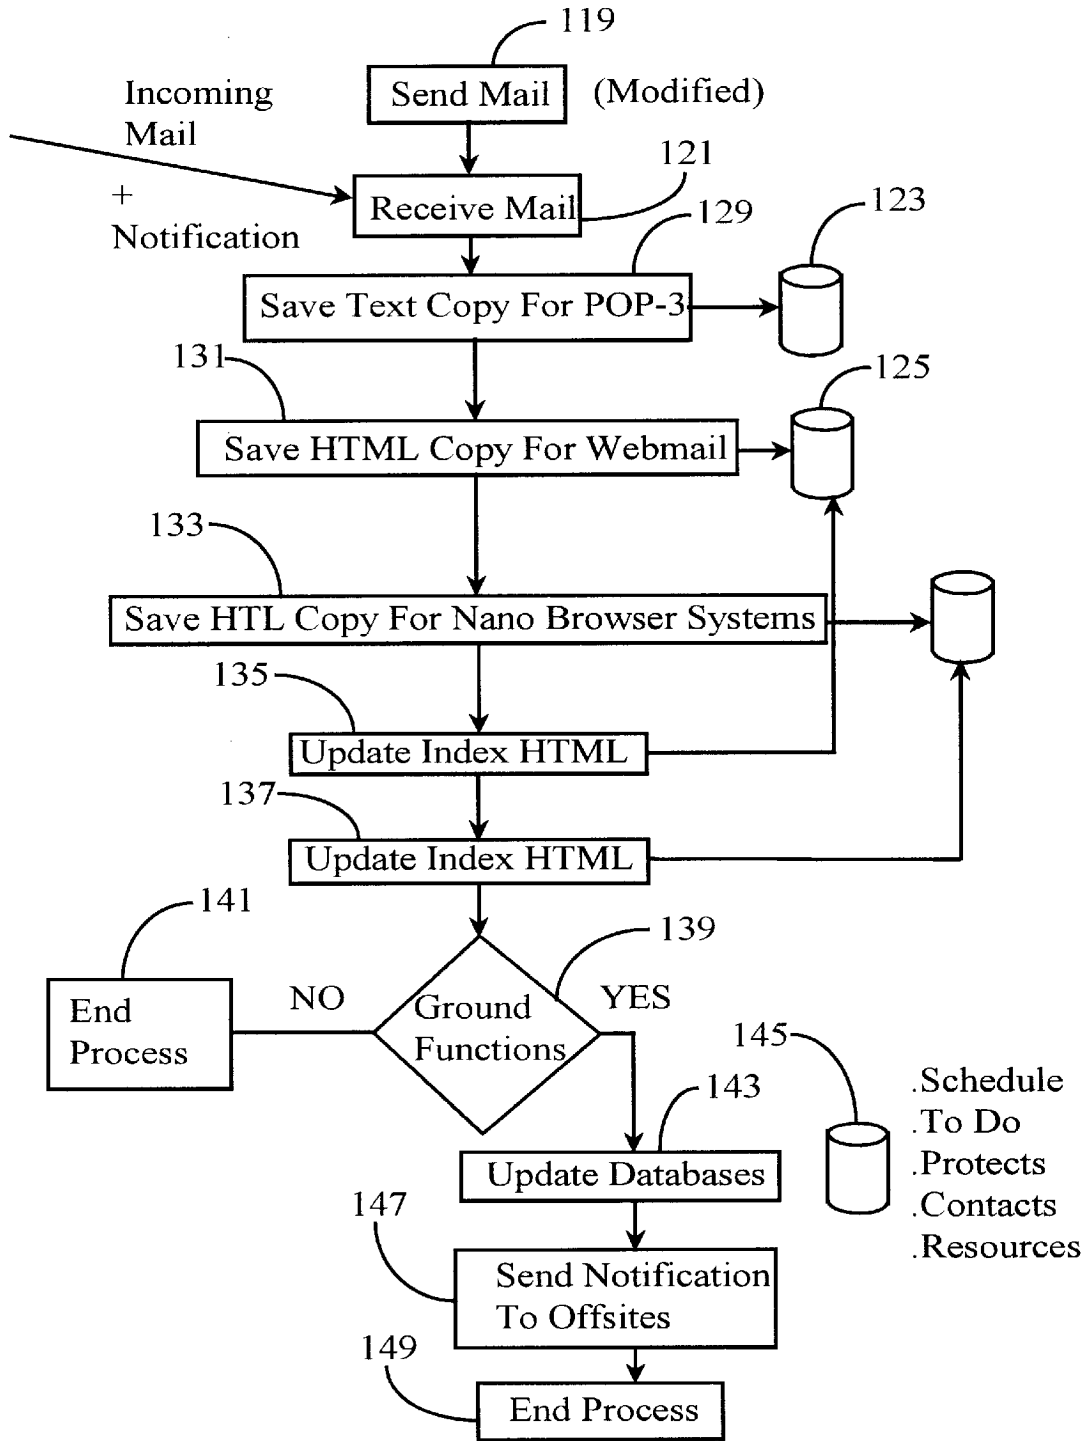 119
Send Mail
(Modified)
Incoming
Mail
+
Notification
121
Receive Mail
129
123
Save Text Copy For POP-3
131
125
Save HTML Copy For Webmail
133
Save HTL Copy For Nano Browser Systems
135
Update Index HTML
137
Update Index HTML
141
139
NO
YES
End
Process
Ground
Functions
145
143
.Schedule
.To Do
.Protects
.Contacts
.Resources
Update Databases
147
Send Notification
To Offsites
149
End Process